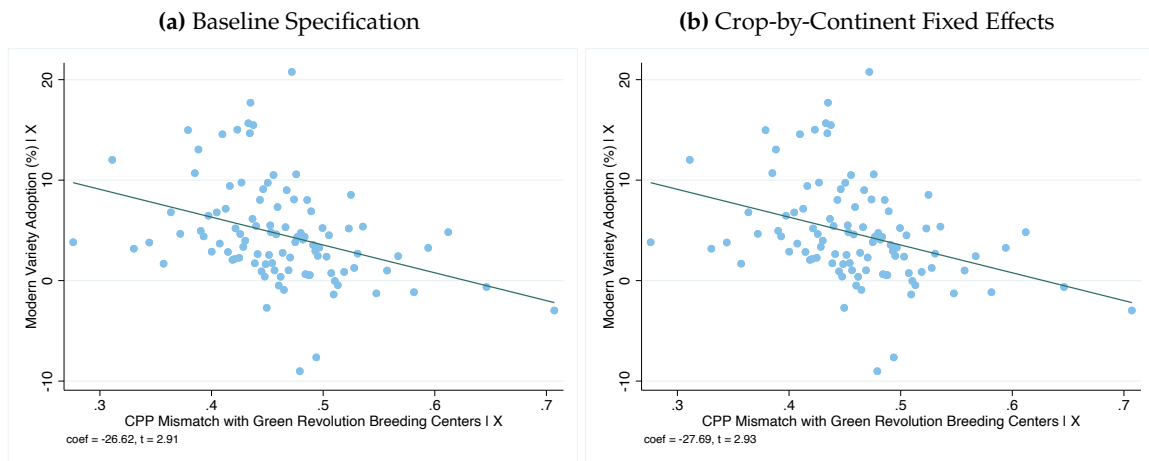 (a) Baseline Specification
Modern Variety Adoption (%) | X
20
10
0
-10
.3 .4 .5 .6 .7
CPP Mismatch with Green Revolution Breeding Centers | X
coef = -26.62, t = 2.91
(b) Crop-by-Continent Fixed Effects
Modern Variety Adoption (%) | X
20
10
0
-10
.3 .4 .5 .6 .7
CPP Mismatch with Green Revolution Breeding Centers | X
coef = -27.69, t = 2.93